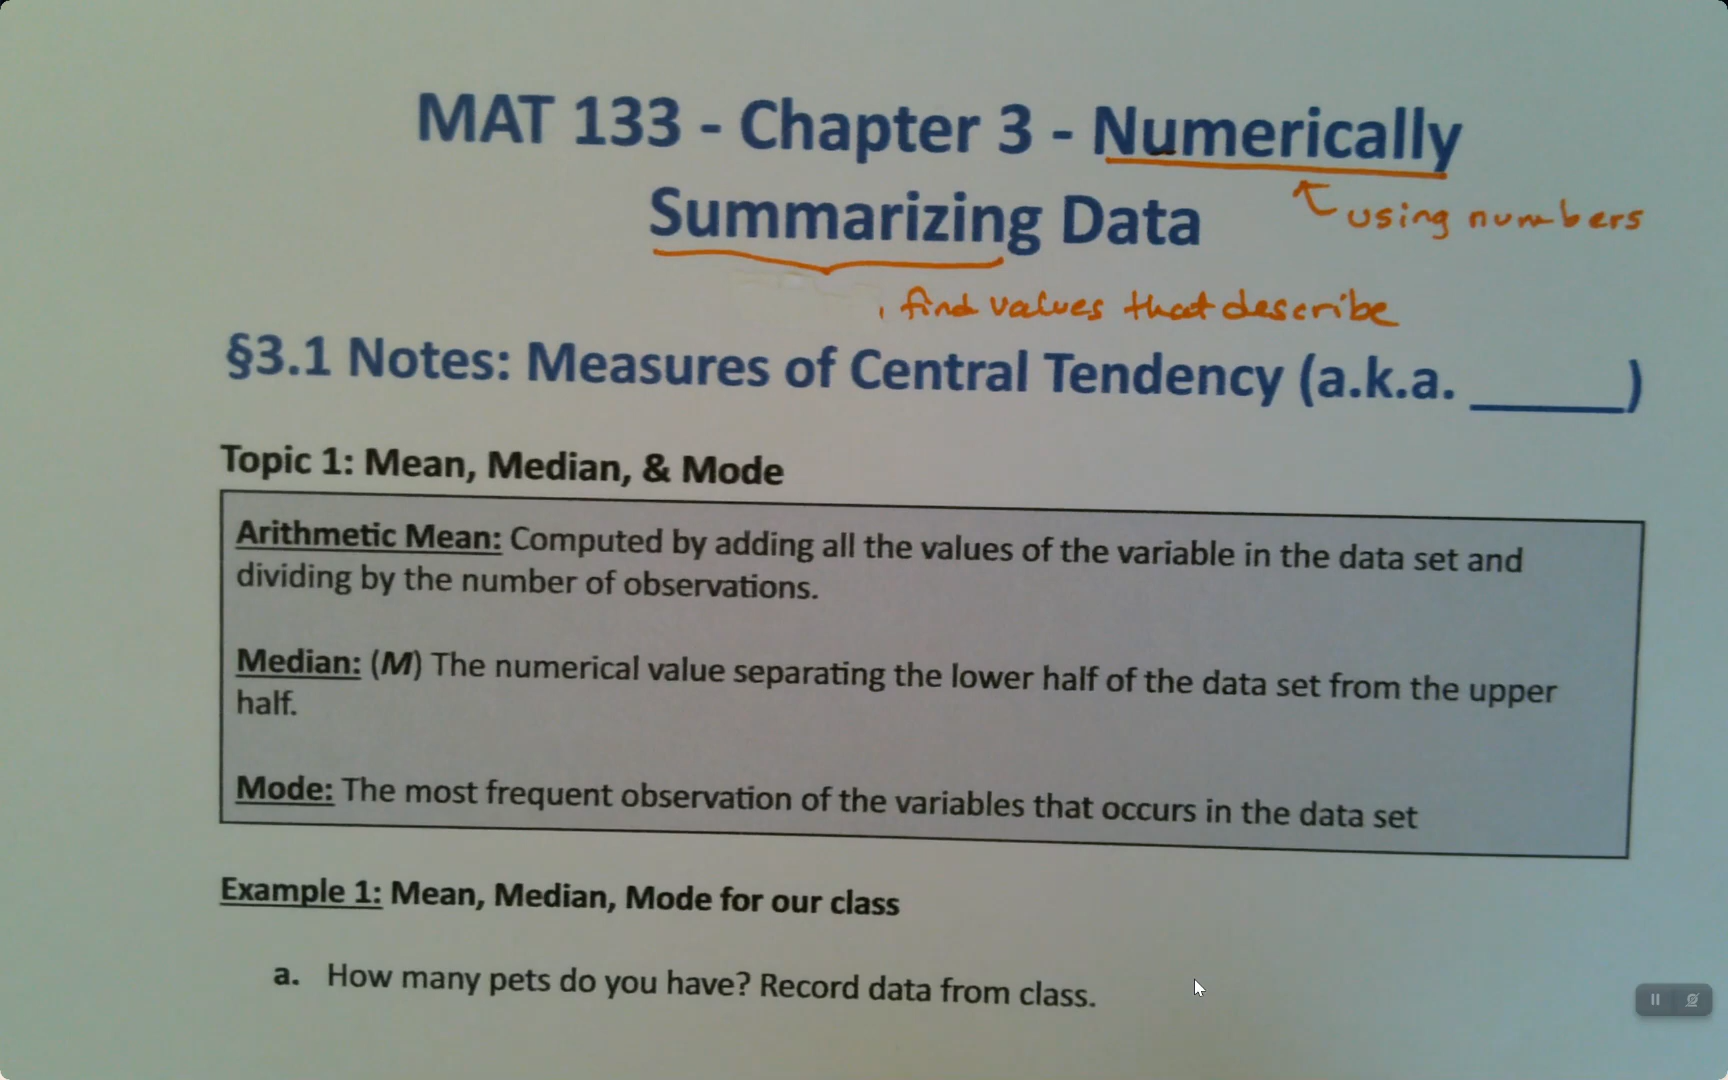 MAT 133 - Chapter 3 - Numerically
Summarizing Data
using numbers
find values that describe
§3.1 Notes: Measures of Central Tendency (a.k.a. ______)
Topic 1: Mean, Median, & Mode
Arithmetic Mean: Computed by adding all the values of the variable in the data set and
dividing by the number of observations.
Median: (M) The numerical value separating the lower half of the data set from the upper
half.
Mode: The most frequent observation of the variables that occurs in the data set
Example 1: Mean, Median, Mode for our class
a. How many pets do you have? Record data from class.